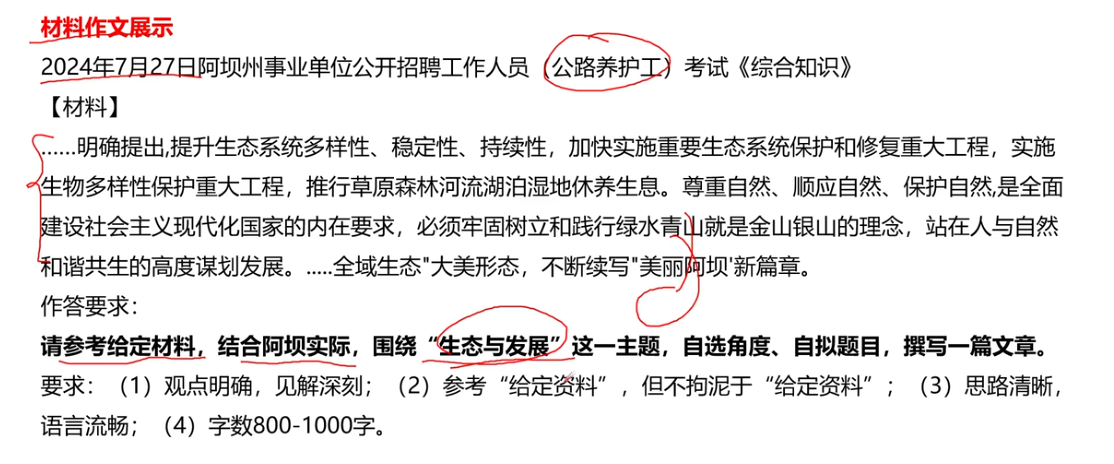 材料作文展示
2024年7月27日阿坝州事业单位公开招聘工作人员（公路养护工）考试《综合知识》
【材料】
......明确提出,提升生态系统多样性、稳定性、持续性，加快实施重要生态系统保护和修复重大工程，实施
生物多样性保护重大工程，推行草原森林河流湖泊湿地休养生息。尊重自然、顺应自然、保护自然,是全面
建设社会主义现代化国家的内在要求，必须牢固树立和践行绿水青山就是金山银山的理念，站在人与自然
和谐共生的高度谋划发展。.....全域生态"大美形态，不断续写"美丽阿坝'新篇章。
作答要求：
请参考给定材料，结合阿坝实际，围绕“生态与发展”这一主题，自选角度、自拟题目，撰写一篇文章。
要求：（1）观点明确，见解深刻；（2）参考“给定资料”，但不拘泥于“给定资料”；（3）思路清晰，
语言流畅；（4）字数800-1000字。